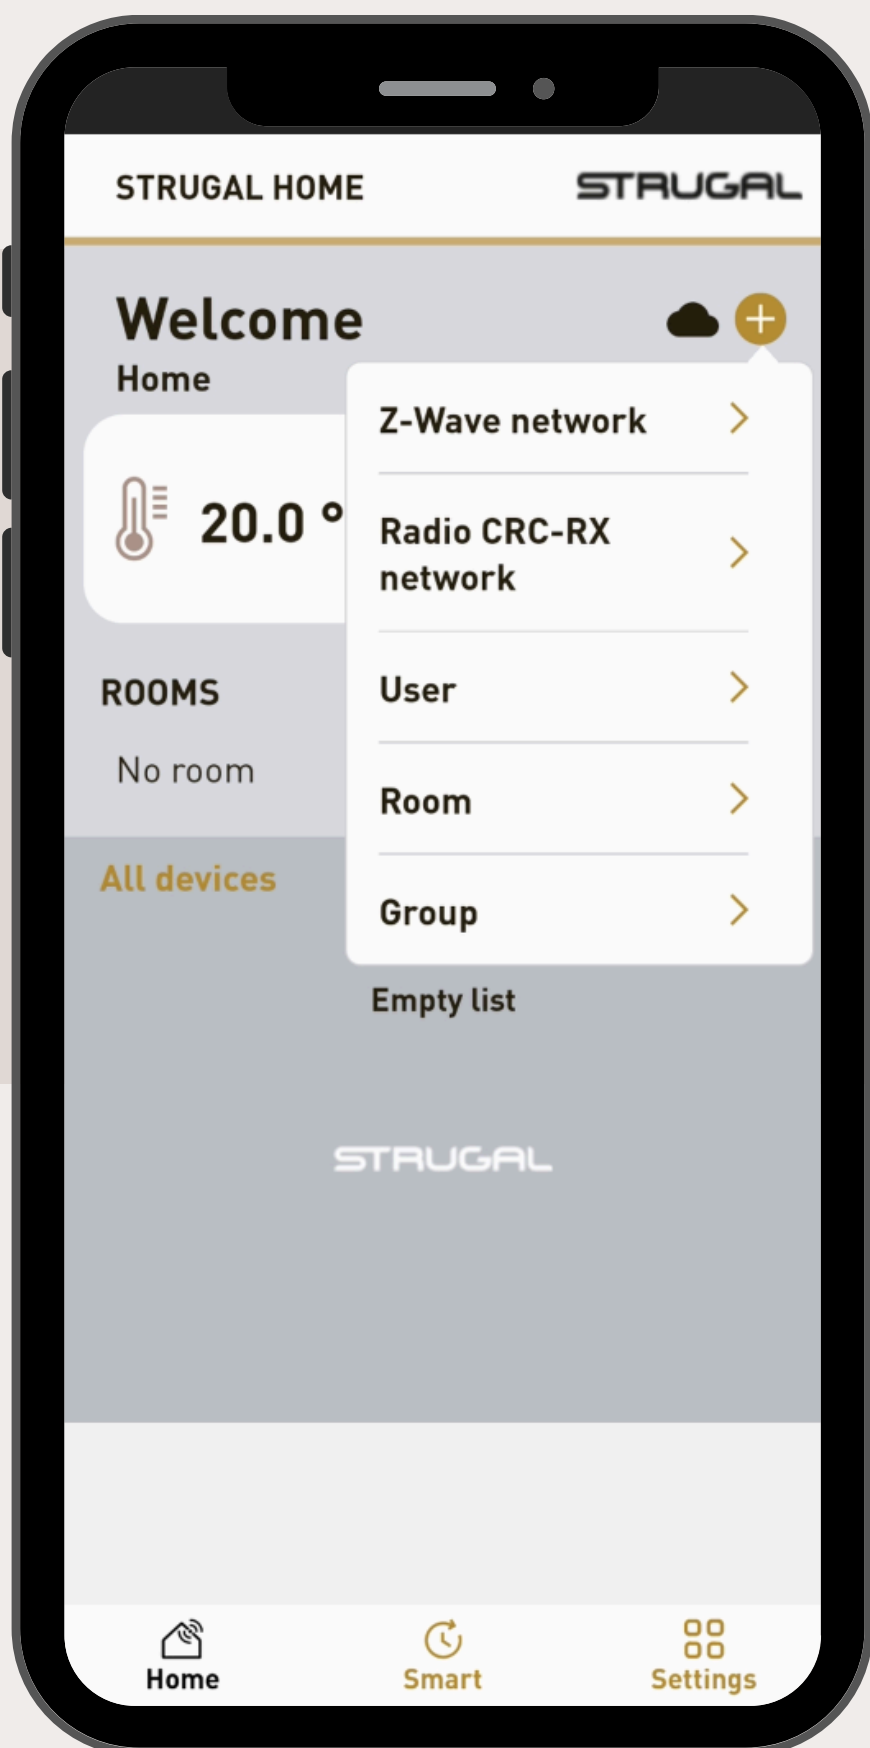 STRUGAL HOME
STRUGAL
Welcome
Home
20.0 °
ROOMS
No room
All devices
Z-Wave network
Radio CRC-RX
network
User
Room
Group
Empty list
STRUGAL
Home
Smart
Settings